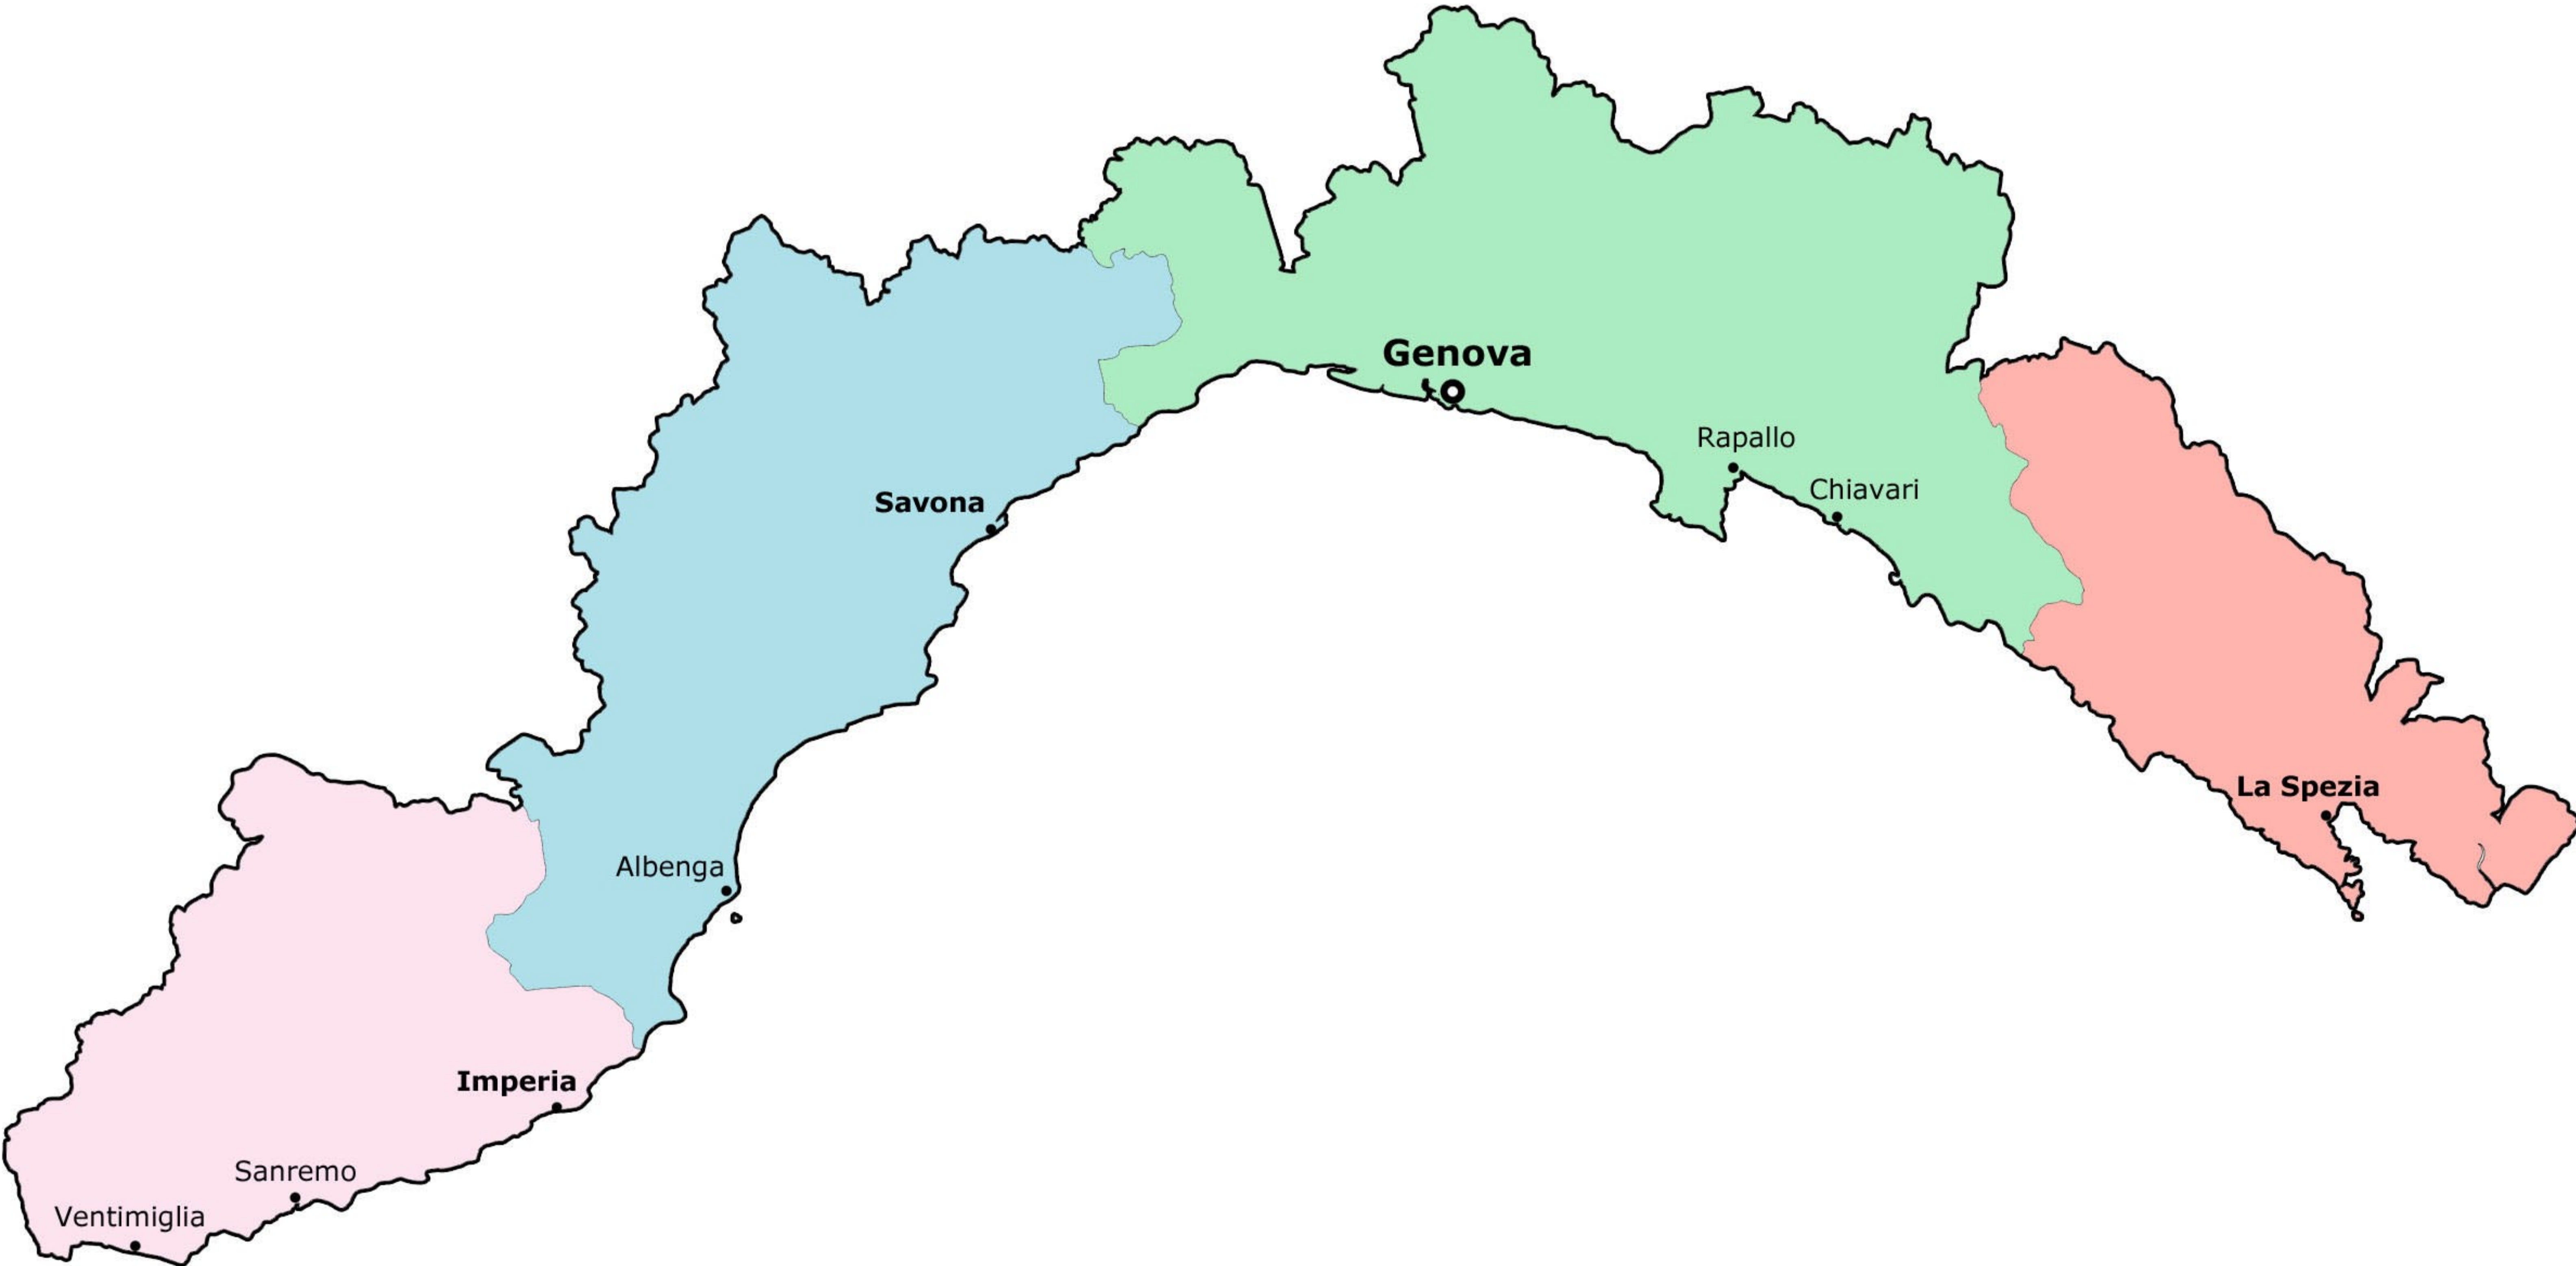 Genova
Rapallo
Chiavari
Savona
La Spezia
Albenga
Imperia
Sanremo
Ventimiglia